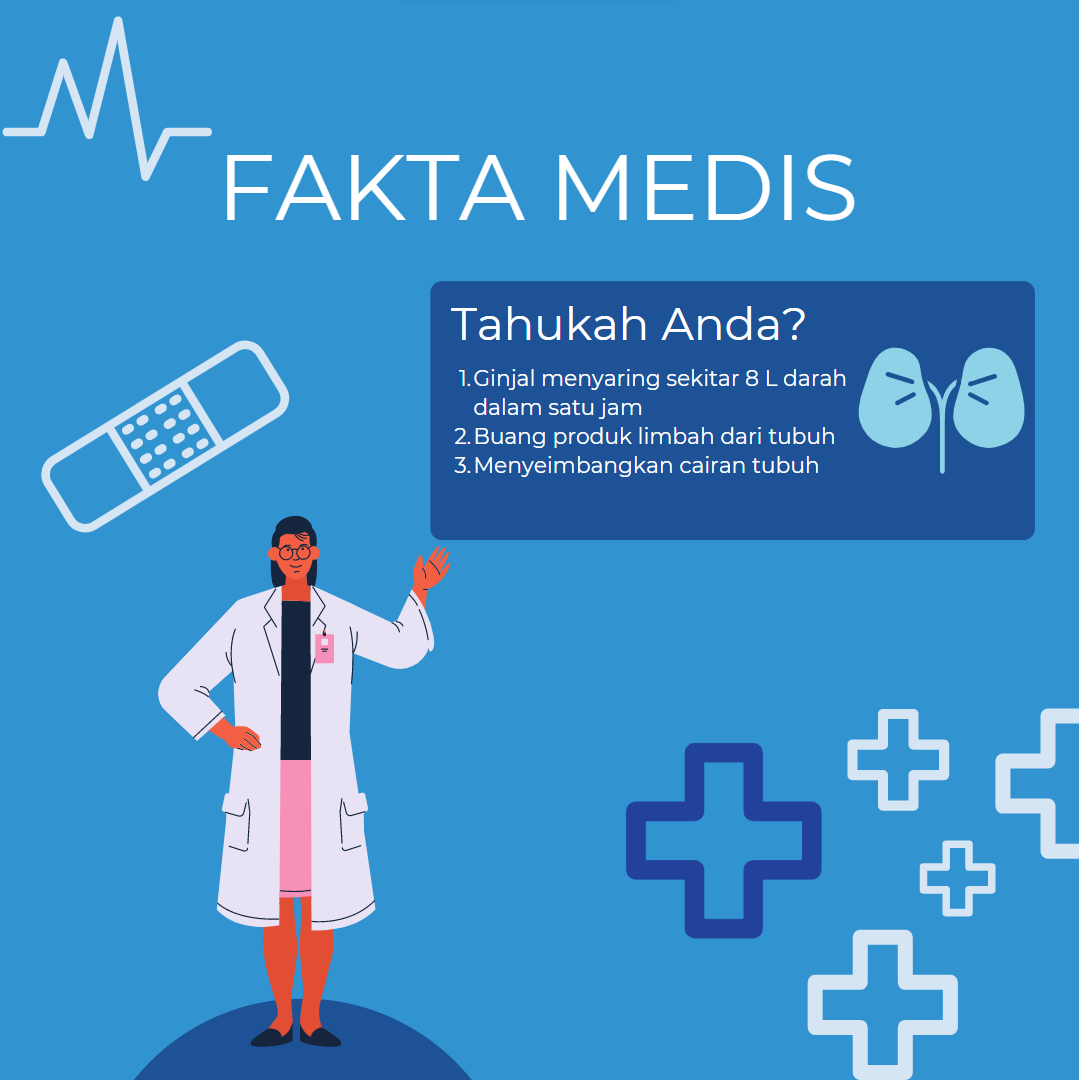 FAKTA MEDIS
Tahukah Anda?
1. Ginjal menyaring sekitar 8 L darah
dalam satu jam
2. Buang produk limbah dari tubuh
3. Menyeimbangkan cairan tubuh